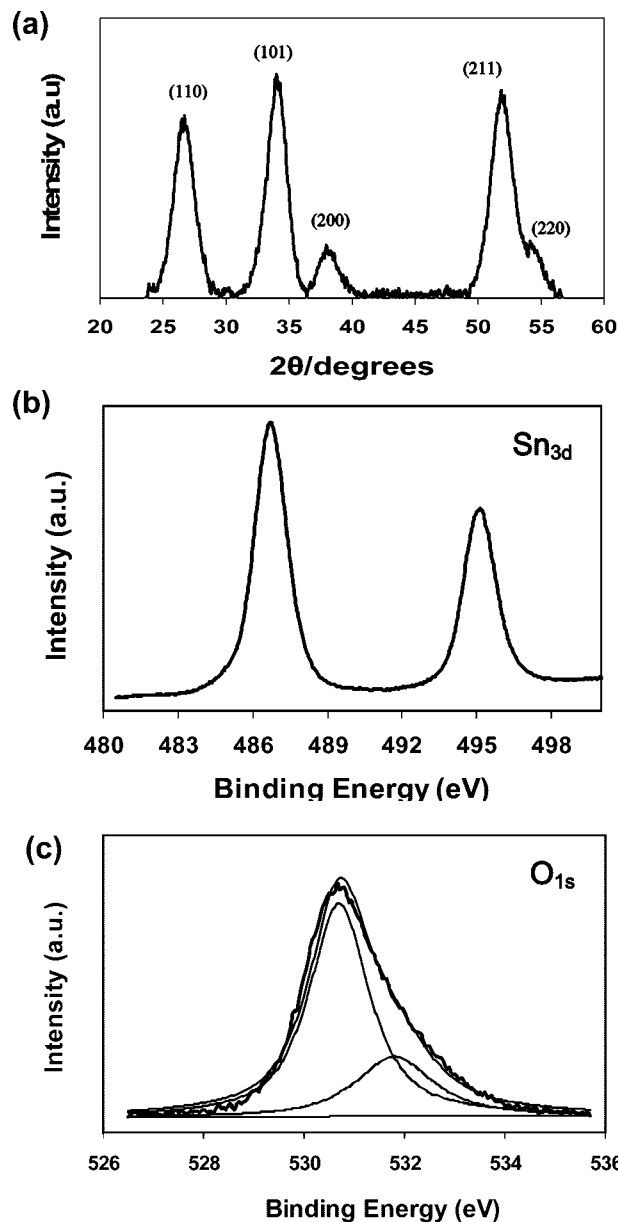 (a)
Intensity (a.u)
(110)
(101)
(200)
(211)
(220)
20 25 30 35 40 45 50 55 60
2θ/degrees
(b)
Intensity (a.u.)
Sn3d
480 483 486 489 492 495 498
Binding Energy (eV)
(c)
Intensity (a.u.)
O1s
526 528 530 532 534 536
Binding Energy (eV)